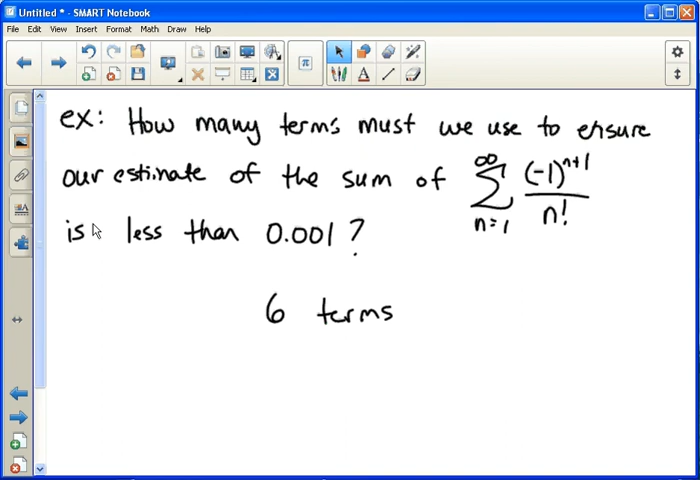 Untitled * - SMART Notebook
File Edit View Insert Format Math Draw Help
ex: How many terms must we use to ensure
our estimate of the sum of ∞ Σ n=1 (-1)^{n+1} / n!
is less than 0.001 ?
6 terms